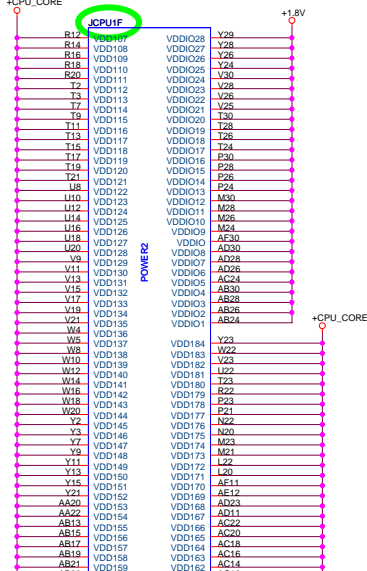 +CPU_CORE
JCPU1F
+1.8V
R12 VDD107 VDDIO28 Y29
R14 VDD108 VDDIO27 Y28
R16 VDD109 VDDIO26 Y26
R18 VDD110 VDDIO25 Y24
R20 VDD111 VDDIO24 V30
T2 VDD112 VDDIO23 V28
T3 VDD113 VDDIO22 V26
T7 VDD114 VDDIO21 V25
T9 VDD115 VDDIO20 T30
T11 VDD116 VDDIO19 T28
T13 VDD117 VDDIO18 T26
T15 VDD118 VDDIO17 T24
T17 VDD119 VDDIO16 P30
T19 VDD120 VDDIO15 P28
T21 VDD121 VDDIO14 P26
U8 VDD122 VDDIO13 P24
U10 VDD123 VDDIO12 M30
U12 VDD124 VDDIO11 M28
U14 VDD125 VDDIO10 M26
U16 VDD126 VDDIO9 M24
U18 VDD127 VDDIO AF30
U20 VDD128 VDDIO8 AD30
V9 VDD129 VDDIO7 AD28
V11 VDD130 VDDIO6 AD26
V13 VDD131 VDDIO5 AC24
V15 VDD132 VDDIO4 AB30
V17 VDD133 VDDIO3 AB28
V19 VDD134 VDDIO2 AB26
V21 VDD135 VDDIO1 AB24
POWER2
+CPU_CORE
W4 VDD136
W5 VDD137 VDD184 Y23
W8 VDD138 VDD183 W22
W10 VDD139 VDD182 V23
W12 VDD140 VDD181 U22
W14 VDD141 VDD180 T23
W16 VDD142 VDD179 R22
W18 VDD143 VDD178 P23
W20 VDD144 VDD177 P21
Y2 VDD145 VDD176 N22
Y3 VDD146 VDD175 N20
Y7 VDD147 VDD174 M23
Y9 VDD148 VDD173 M21
Y11 VDD149 VDD172 L22
Y13 VDD150 VDD171 L20
Y15 VDD151 VDD170 AF11
Y21 VDD152 VDD169 AE12
AA20 VDD153 VDD168 AD23
AA22 VDD154 VDD167 AD11
AB13 VDD155 VDD166 AC22
AB15 VDD156 VDD165 AC20
AB17 VDD157 VDD164 AC18
AB19 VDD158 VDD163 AC16
AB21 VDD159 VDD162 AC14